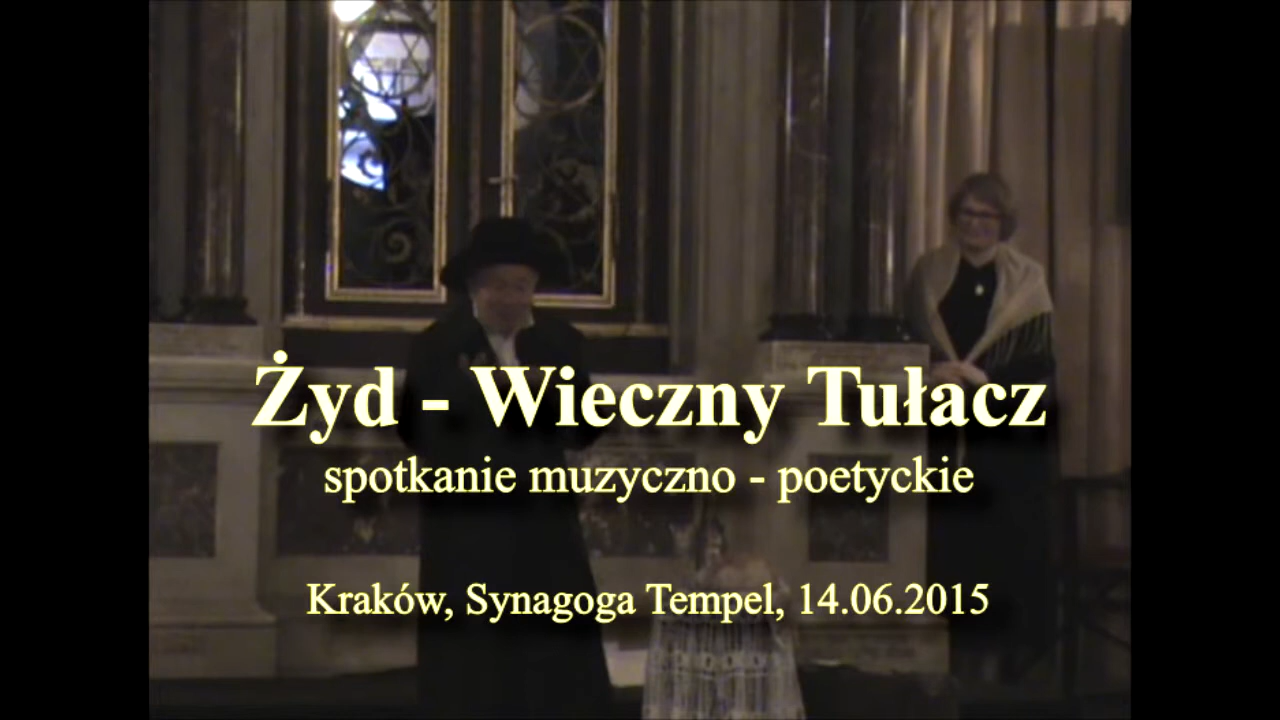 Żyd - Wieczny Tułacz
spotkanie muzyczno - poetyckie
Kraków, Synagoga Tempel, 14.06.2015